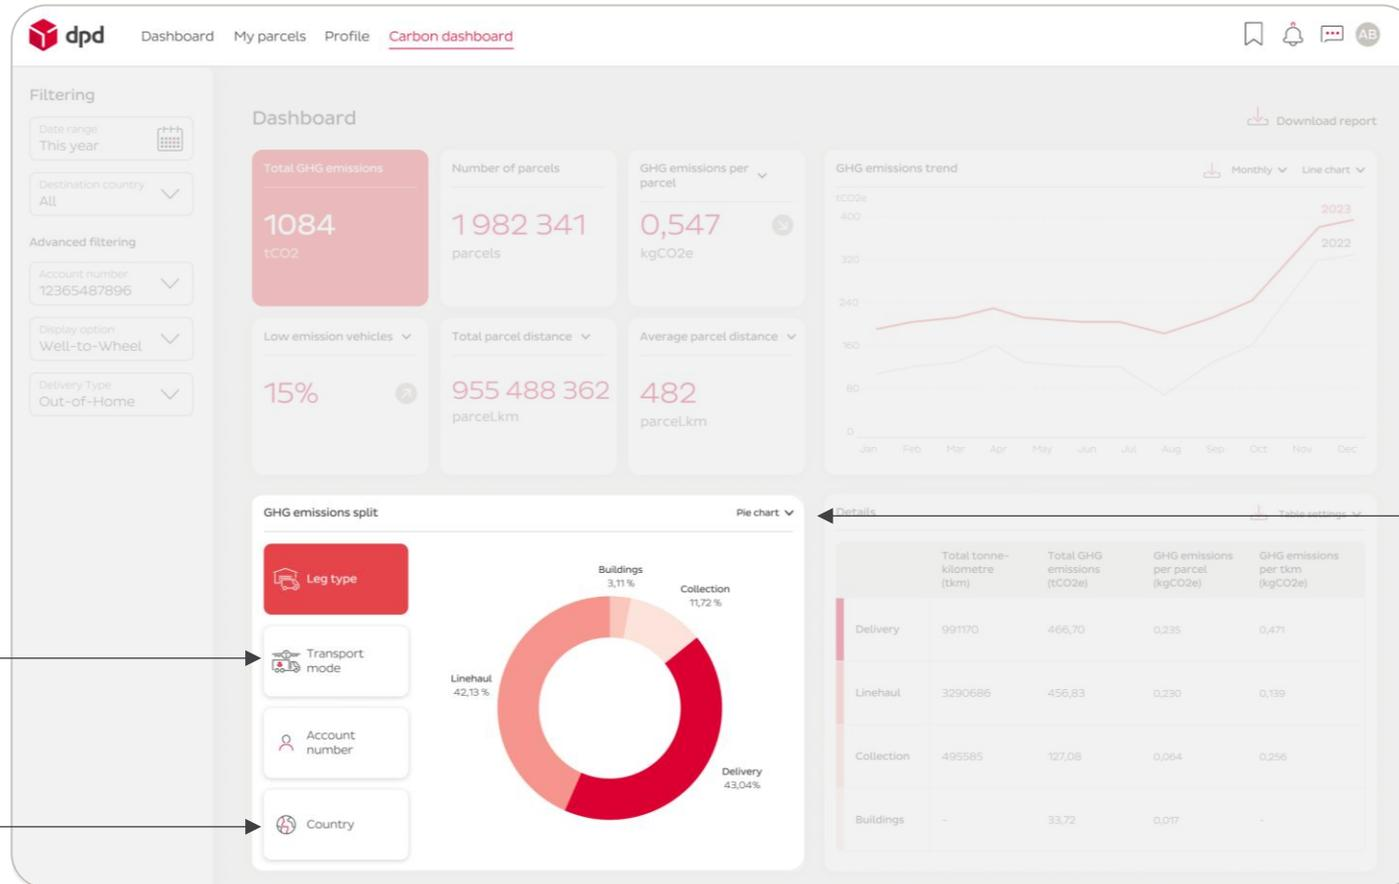 dpd
Dashboard My parcels Profile Carbon dashboard
AB
Filtering
Date range
This year
Destination country
All
Advanced filtering
Account number
12365487896
Display option
Well-to-Wheel
Delivery Type
Out-of-Home
Dashboard
Download report
Total GHG emissions
1084
tCO2
Number of parcels
1 982 341
parcels
GHG emissions per
parcel
0,547
kgCO2e
Low emission vehicles
15%
Total parcel distance
955 488 362
parcel.km
Average parcel distance
482
parcel.km
GHG emissions trend
Monthly Line chart
tCO2e
400
320
240
160
80
0
2023
2022
Jan Feb Mar Apr May Jun Jul Aug Sep Oct Nov Dec
GHG emissions split
Pie chart
Leg type
Transport
mode
Account
number
Country
Buildings
3,11 %
Collection
11,72 %
Linehaul
42,13 %
Delivery
43,04%
Details
Table settings
Total tonne-
kilometre
(tkm)
Total GHG
emissions
(tCO2e)
GHG emissions
per parcel
(kgCO2e)
GHG emissions
per tkm
(kgCO2e)
Delivery 991170 466,70 0,235 0,471
Linehaul 3290686 456,83 0,230 0,139
Collection 495585 127,08 0,064 0,256
Buildings - 33,72 0,017 -